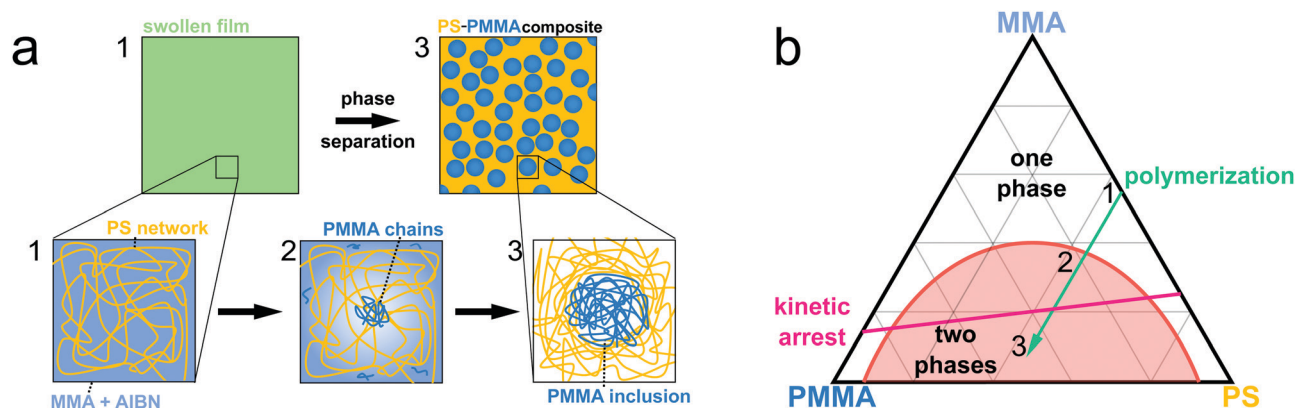 a
swollen film
1
phase
separation
3
PS-PMMA composite
1
PS network
MMA + AIBN
2
PMMA chains
3
PMMA inclusion
b
MMA
one
phase
1
polymerization
2
kinetic
arrest
two
phases
3
PMMA
PS